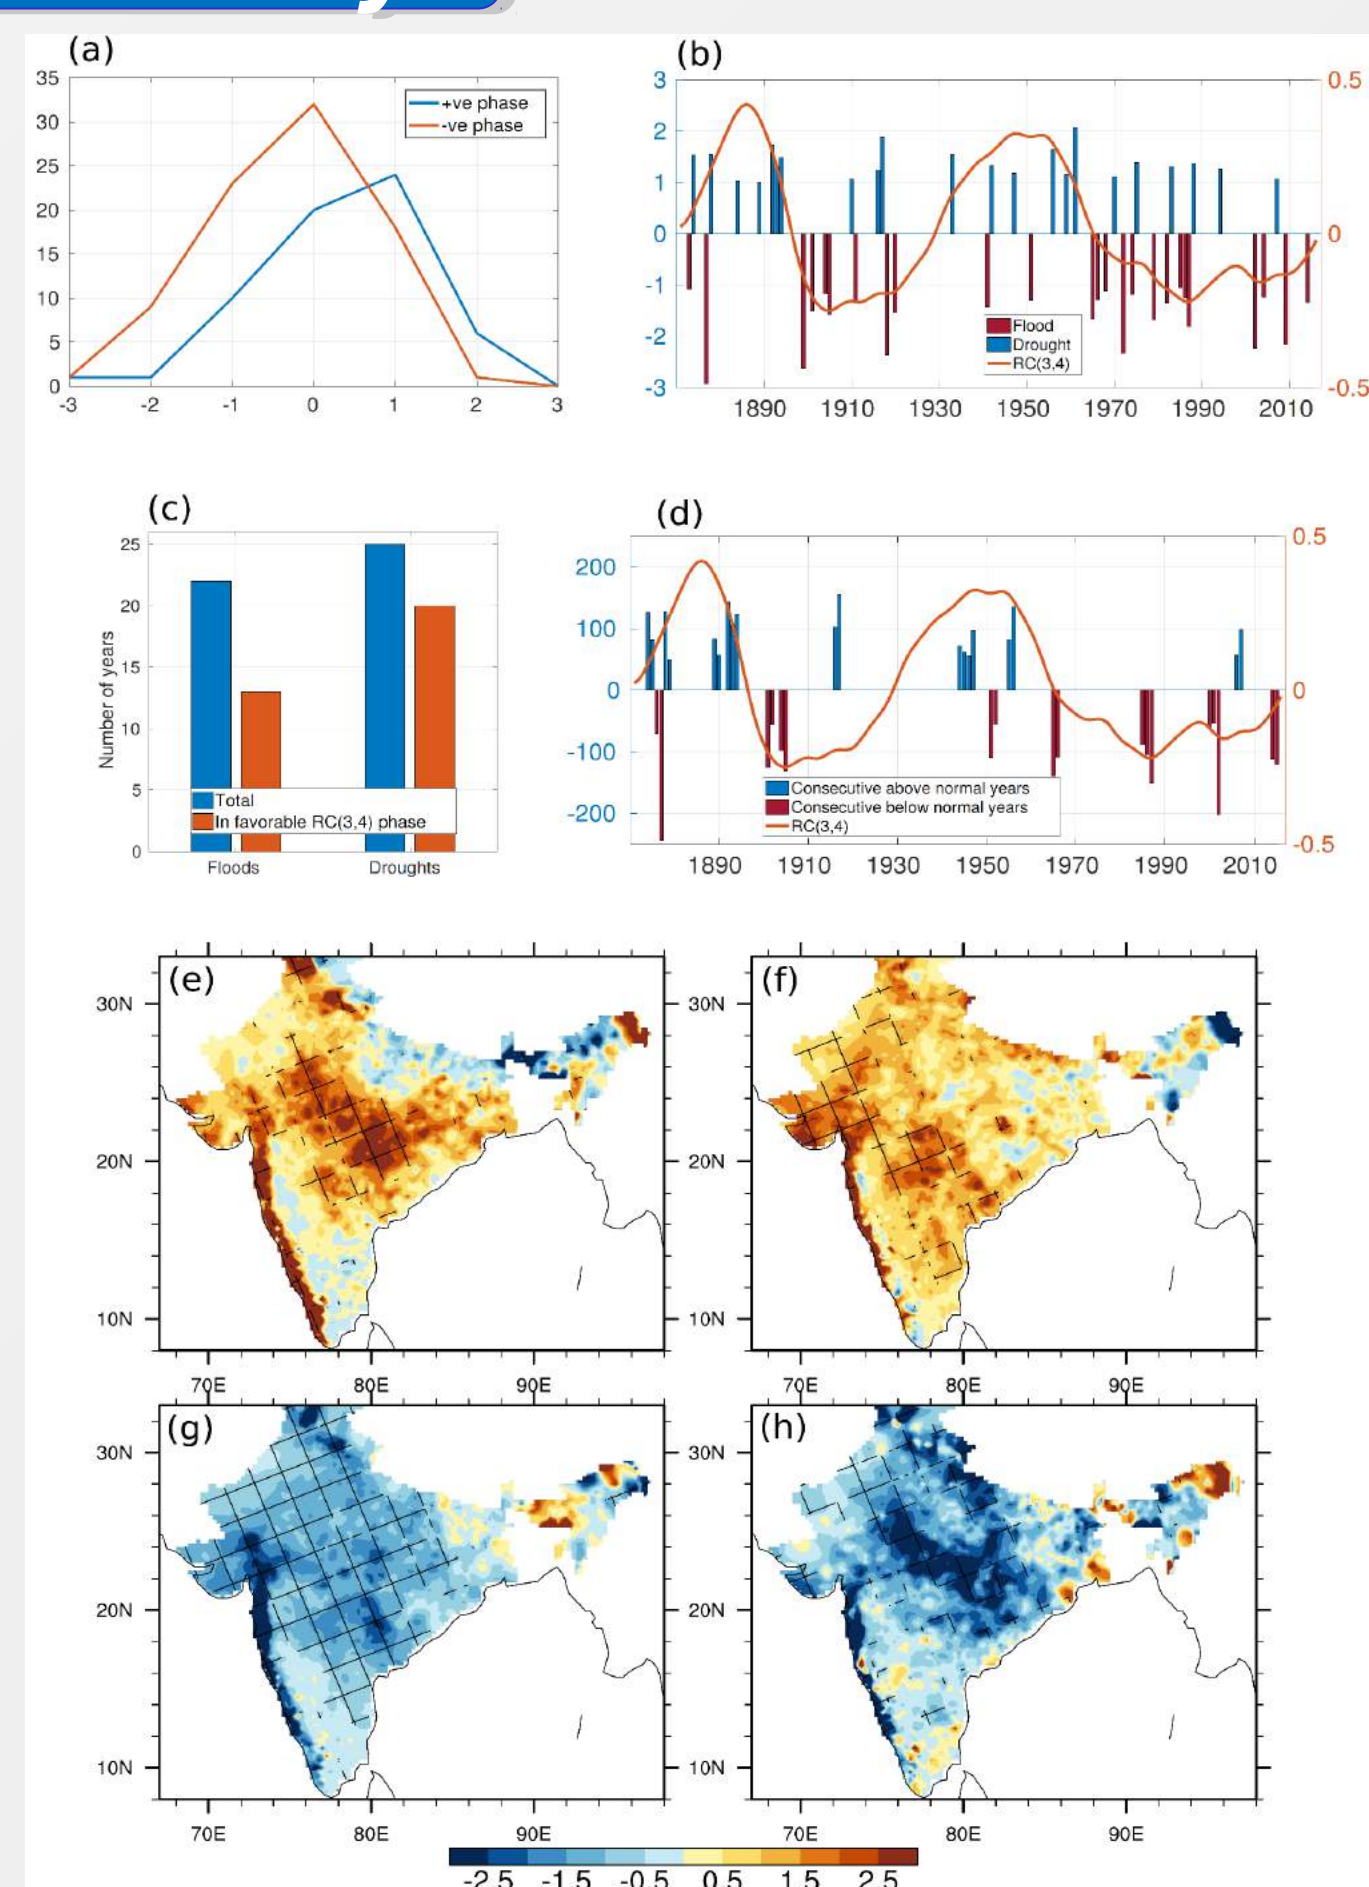 (a)
35
30
25
20
15
10
5
0
-3 -2 -1 0 1 2 3
+ve phase
-ve phase
(b)
3
2
1
0
-1
-2
-3
0.5
0
-0.5
Flood
Drought
RC(3,4)
1890 1910 1930 1950 1970 1990 2010
(c)
Number of years
25
20
15
10
5
0
Total
In favorable RC(3,4) phase
Floods Droughts
(d)
200
100
0
-100
-200
0.5
0
-0.5
Consecutive above normal years
Consecutive below normal years
RC(3,4)
1890 1910 1930 1950 1970 1990 2010
(e)
30N
20N
10N
70E 80E 90E
(f)
30N
20N
10N
70E 80E 90E
(g)
30N
20N
10N
70E 80E 90E
(h)
30N
20N
10N
70E 80E 90E
-2.5 -1.5 -0.5 0.5 1.5 2.5